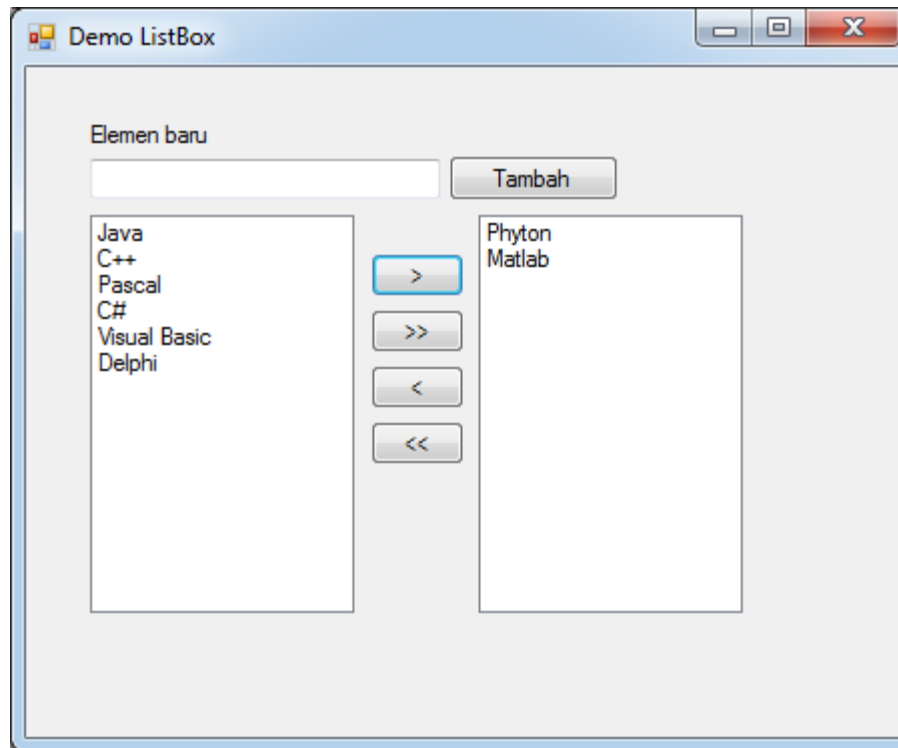 Demo ListBox
Elemen baru
Tambah
Java
C++
Pascal
C#
Visual Basic
Delphi
>
>>
<
<<
Phyton
Matlab